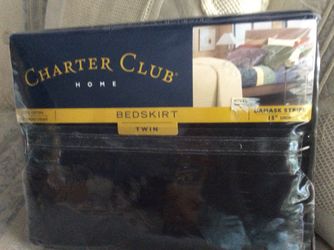 CHARTER CLUB®
HOME
BEDSKIRT
DAMASK STRIPE
TWIN
15"